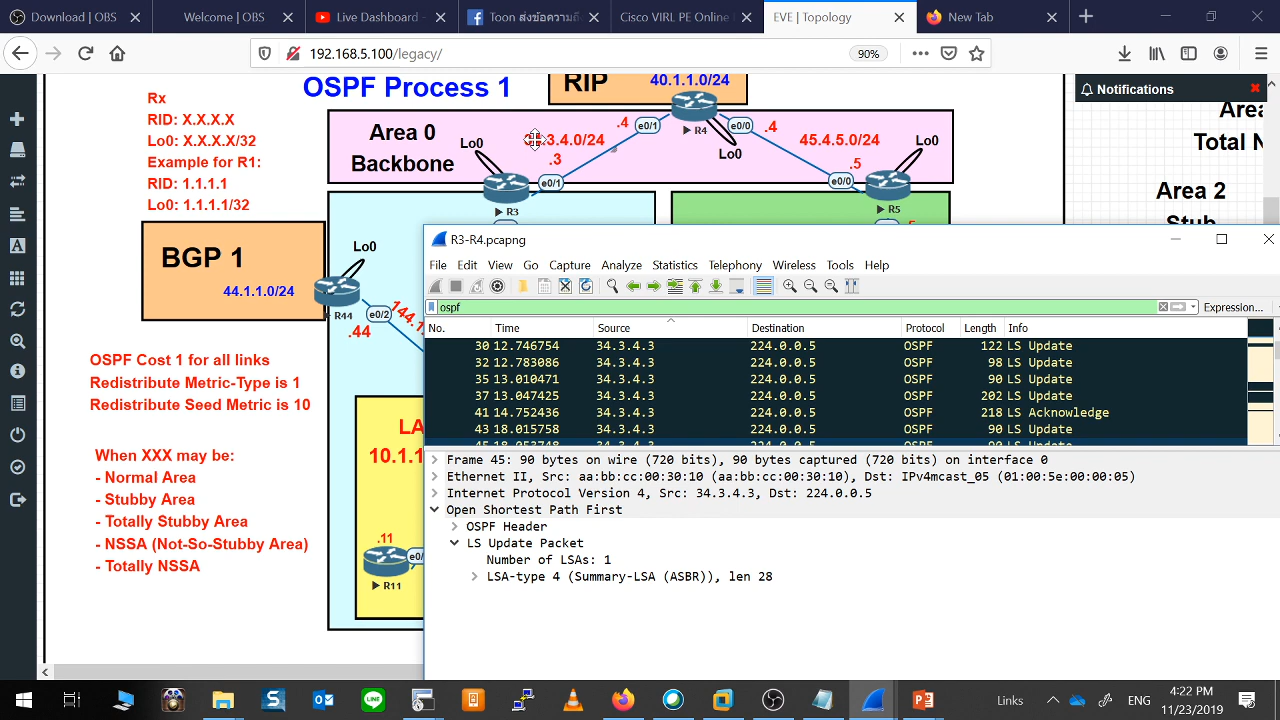 Download | OBS
Welcome | OBS
Live Dashboard -
Toon ส่งข้อความถึง
Cisco VIRL PE Online
EVE | Topology
New Tab
192.168.5.100/legacy/
90%
Notifications
OSPF Process 1
RIP
40.1.1.0/24
Rx
RID: X.X.X.X
Lo0: X.X.X.X/32
Example for R1:
RID: 1.1.1.1
Lo0: 1.1.1.1/32
Area 0
Backbone
Lo0
.3.4.0/24
.3
.4
e0/1
e0/1
R3
R4
Lo0
e0/0
.4
45.4.5.0/24
.5
e0/0
Lo0
R5
Total N
Area 2
BGP 1
44.1.1.0/24
Lo0
R44
e0/2
.44
144.1
OSPF Cost 1 for all links
Redistribute Metric-Type is 1
Redistribute Seed Metric is 10
When XXX may be:
- Normal Area
- Stubby Area
- Totally Stubby Area
- NSSA (Not-So-Stubby Area)
- Totally NSSA
LA
10.1.1
.11
e0/
R11
R3-R4.pcapng
File Edit View Go Capture Analyze Statistics Telephony Wireless Tools Help
ospf
Expression...
No. Time Source Destination Protocol Length Info
30 12.746754 34.3.4.3 224.0.0.5 OSPF 122 LS Update
32 12.783086 34.3.4.3 224.0.0.5 OSPF 98 LS Update
35 13.010471 34.3.4.3 224.0.0.5 OSPF 90 LS Update
37 13.047425 34.3.4.3 224.0.0.5 OSPF 202 LS Update
41 14.752436 34.3.4.3 224.0.0.5 OSPF 218 LS Acknowledge
43 18.015758 34.3.4.3 224.0.0.5 OSPF 90 LS Update
Frame 45: 90 bytes on wire (720 bits), 90 bytes captured (720 bits) on interface 0
Ethernet II, Src: aa:bb:cc:00:30:10 (aa:bb:cc:00:30:10), Dst: IPv4mcast_05 (01:00:5e:00:00:05)
Internet Protocol Version 4, Src: 34.3.4.3, Dst: 224.0.0.5
Open Shortest Path First
OSPF Header
LS Update Packet
Number of LSAs: 1
LSA-type 4 (Summary-LSA (ASBR)), len 28
Links
ENG
4:22 PM
11/23/2019